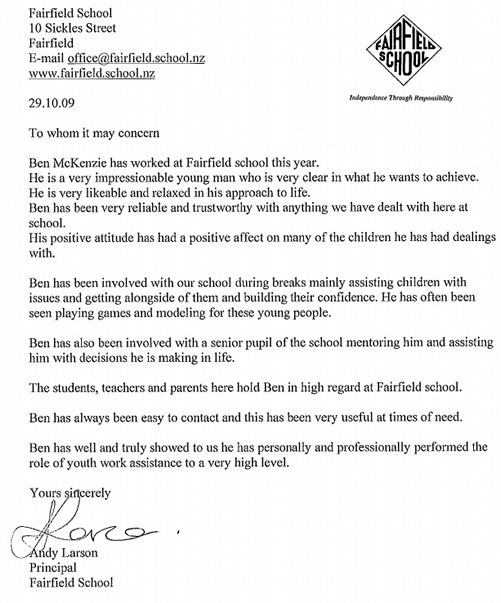 Fairfield School
10 Sickles Street
Fairfield
E-mail office@fairfield.school.nz
www.fairfield.school.nz
FAIRFIELD
SCHOOL
Independence Through Responsibility
29.10.09
To whom it may concern
Ben McKenzie has worked at Fairfield school this year.
He is a very impressionable young man who is very clear in what he wants to achieve.
He is very likeable and relaxed in his approach to life.
Ben has been very reliable and trustworthy with anything we have dealt with here at
school.
His positive attitude has had a positive affect on many of the children he has had dealings
with.
Ben has been involved with our school during breaks mainly assisting children with
issues and getting alongside of them and building their confidence. He has often been
seen playing games and modeling for these young people.
Ben has also been involved with a senior pupil of the school mentoring him and assisting
him with decisions he is making in life.
The students, teachers and parents here hold Ben in high regard at Fairfield school.
Ben has always been easy to contact and this has been very useful at times of need.
Ben has well and truly showed to us he has personally and professionally performed the
role of youth work assistance to a very high level.
Yours sincerely
Andy Larson
Principal
Fairfield School